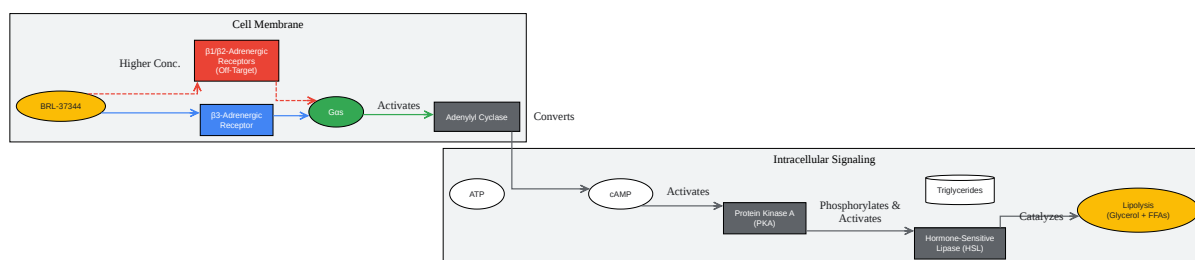 Cell Membrane
Higher Conc.
β1/β2-Adrenergic
Receptors
(Off-Target)
BRL-37344
β3-Adrenergic
Receptor
Gαs
Activates
Adenylyl Cyclase
Converts
Intracellular Signaling
ATP
cAMP
Activates
Protein Kinase A
(PKA)
Phosphorylates &
Activates
Triglycerides
Hormone-Sensitive
Lipase (HSL)
Catalyzes
Lipolysis
(Glycerol + FFAs)